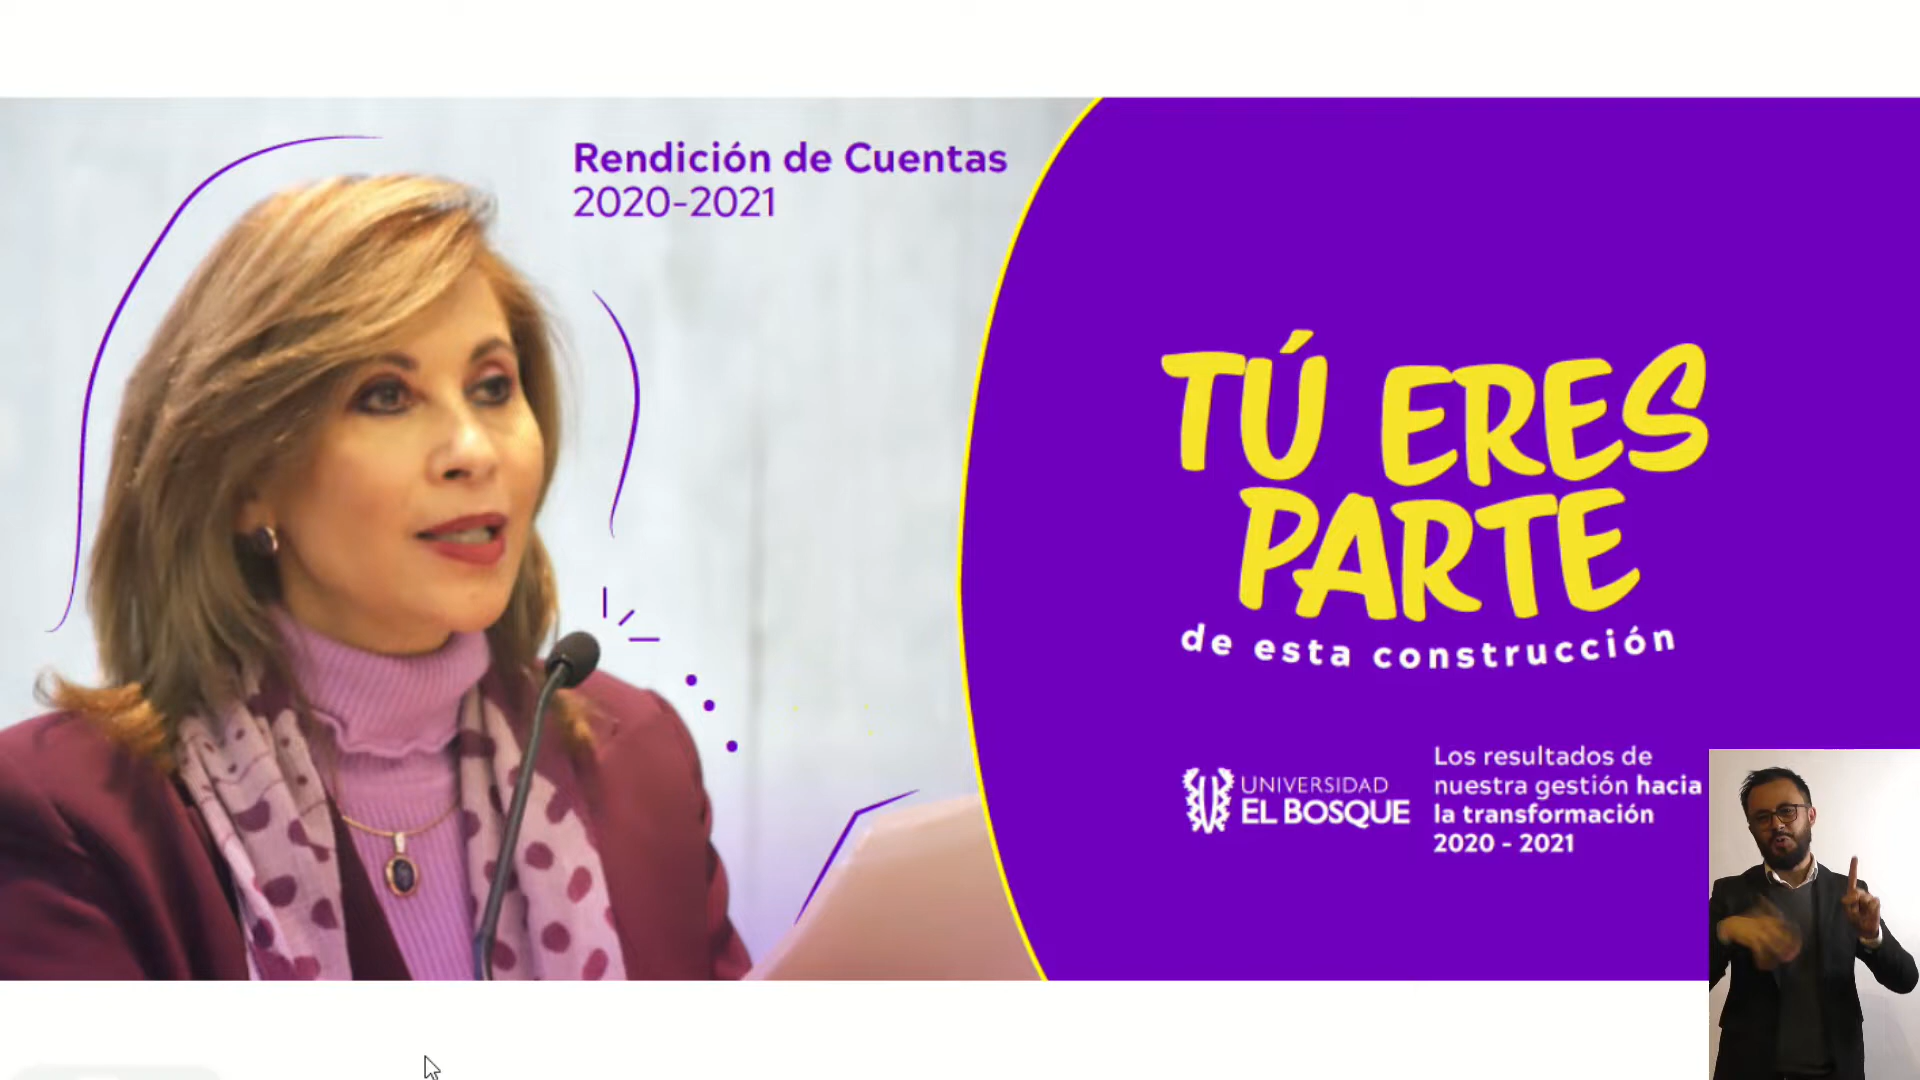 Rendición de Cuentas
2020-2021
TÚ ERES
PARTE
de esta construcción
UNIVERSIDAD
EL BOSQUE
Los resultados de
nuestra gestión hacia
la transformación
2020 - 2021